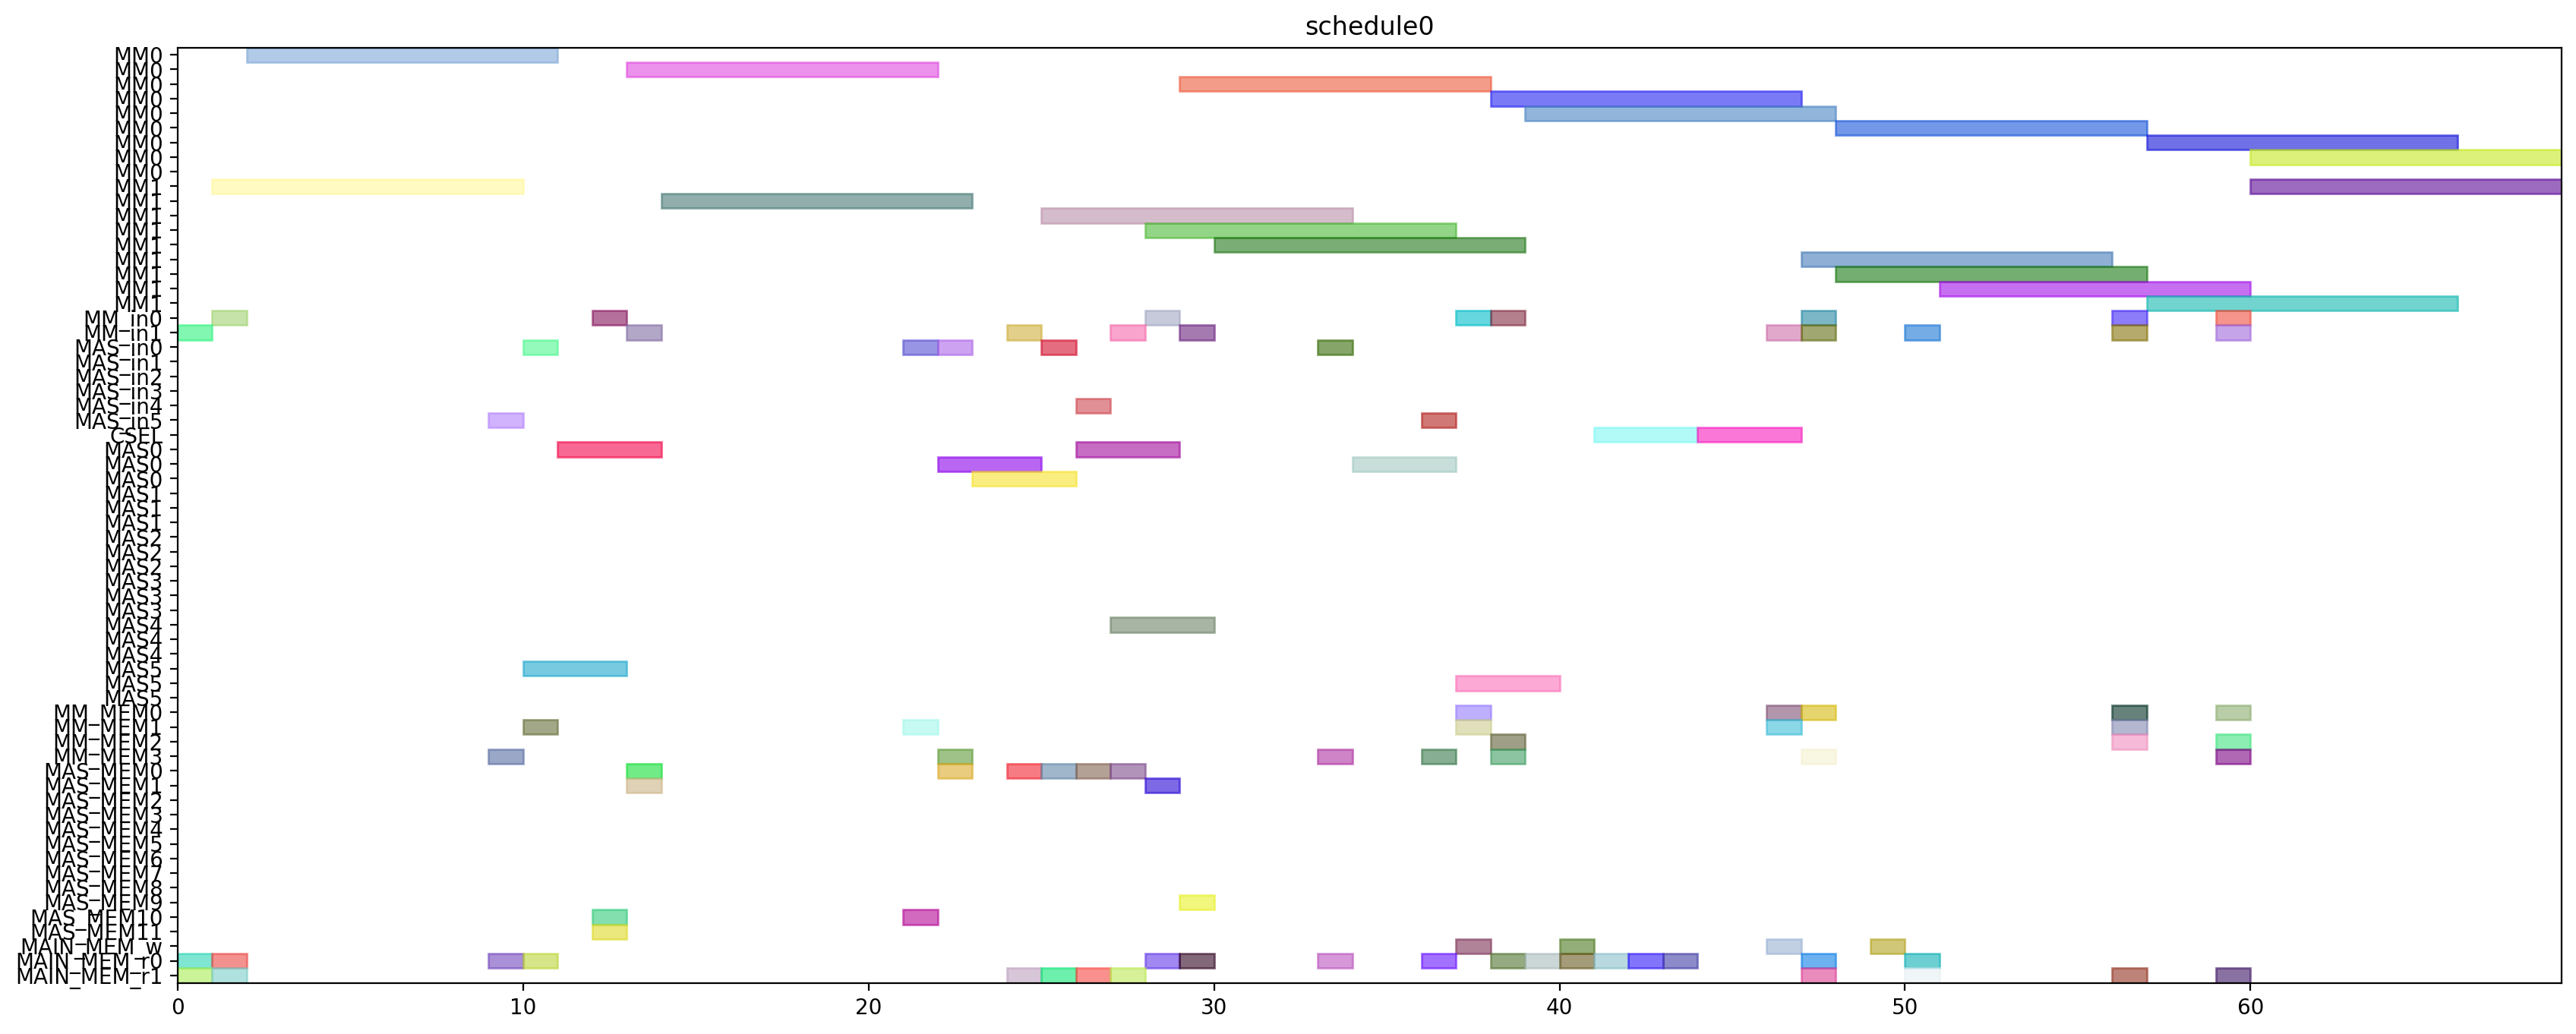 schedule0
MM0
MM0
MM0
MM0
MM0
MM0
MM0
MM0
MM0
MM1
MM1
MM1
MM1
MM1
MM1
MM1
MM1
MM1
MM_in0
MM_in1
MAS_in0
MAS_in1
MAS_in2
MAS_in3
MAS_in4
MAS_in5
CSEL
MAS0
MAS0
MAS0
MAS1
MAS1
MAS1
MAS2
MAS2
MAS2
MAS3
MAS3
MAS3
MAS4
MAS4
MAS4
MAS5
MAS5
MAS5
MM_MEM0
MM_MEM1
MM_MEM2
MM_MEM3
MAS_MEM0
MAS_MEM1
MAS_MEM2
MAS_MEM3
MAS_MEM4
MAS_MEM5
MAS_MEM6
MAS_MEM7
MAS_MEM8
MAS_MEM9
MAS_MEM10
MAS_MEM11
MAIN_MEM_w
MAIN_MEM_r0
MAIN_MEM_r1
0 10 20 30 40 50 60